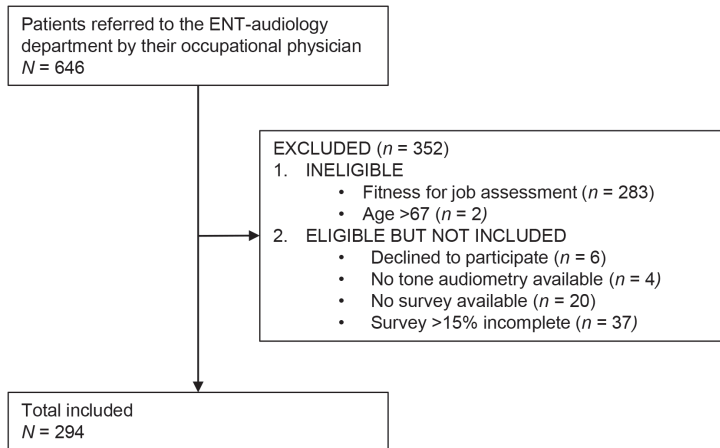 Patients referred to the ENT-audiology
department by their occupational physician
N = 646
EXCLUDED (n = 352)
1. INELIGIBLE
• Fitness for job assessment (n = 283)
• Age >67 (n = 2)
2. ELIGIBLE BUT NOT INCLUDED
• Declined to participate (n = 6)
• No tone audiometry available (n = 4)
• No survey available (n = 20)
• Survey >15% incomplete (n = 37)
Total included
N = 294